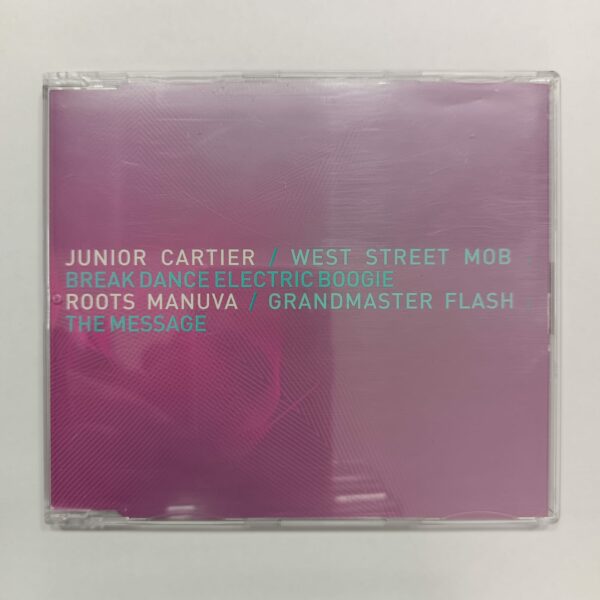 JUNIOR CARTIER / WEST STREET MOB :
BREAK DANCE ELECTRIC BOOGIE
ROOTS MANUVA / GRANDMASTER FLASH :
THE MESSAGE